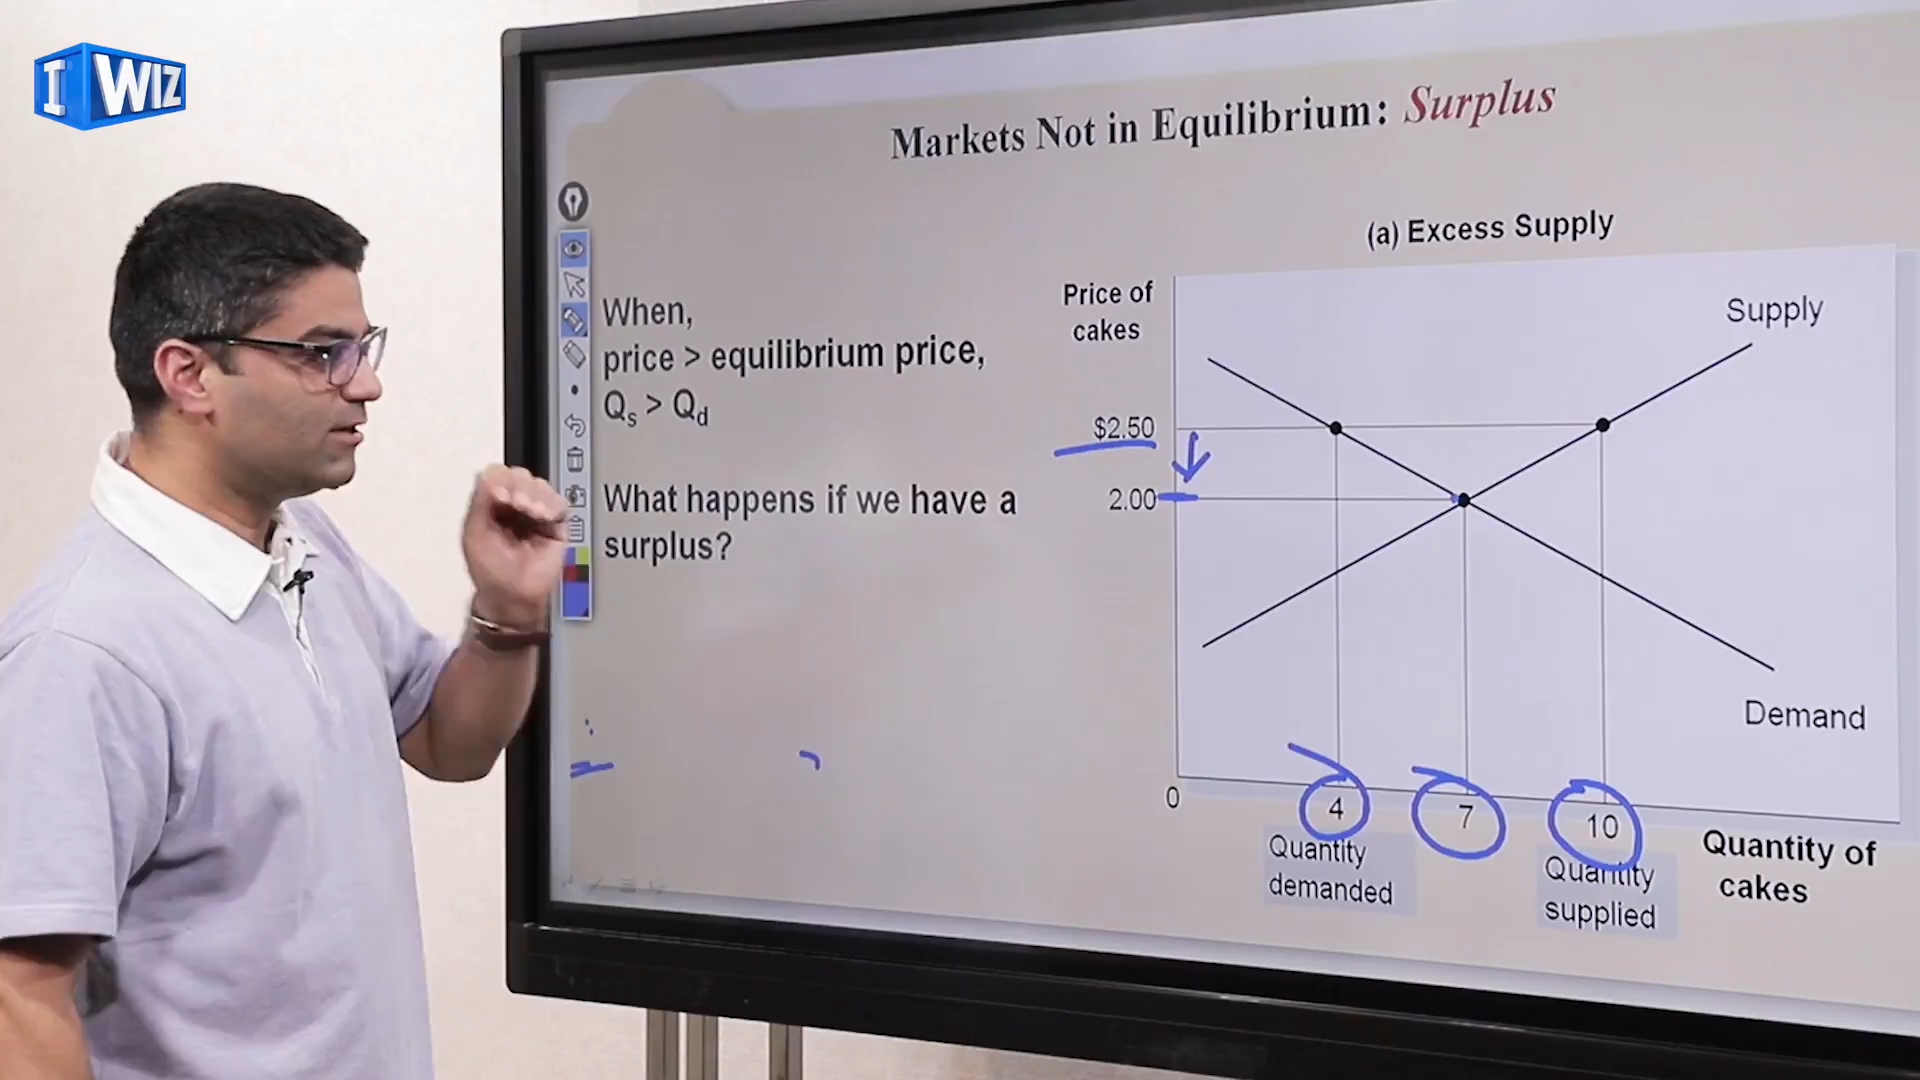 I WIZ
Markets Not in Equilibrium: Surplus
(a) Excess Supply
When,
price > equilibrium price,
Qs > Qd
What happens if we have a
surplus?
Price of
cakes
Supply
$2.50
2.00
Demand
0
4
7
10
Quantity
demanded
Quantity
supplied
Quantity of
cakes